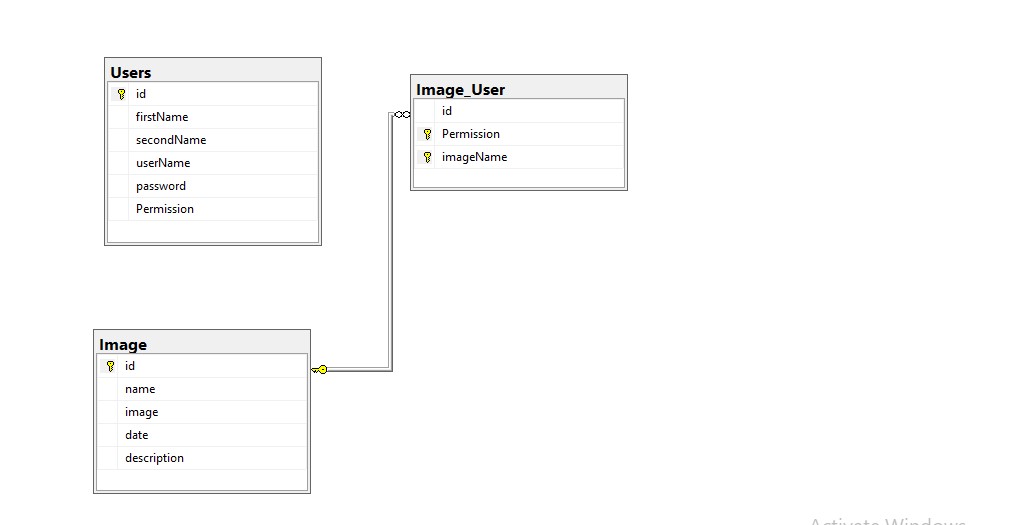 Users
id
firstName
secondName
userName
password
Permission
Image_User
id
Permission
imageName
Image
id
name
image
date
description
Activate Windows